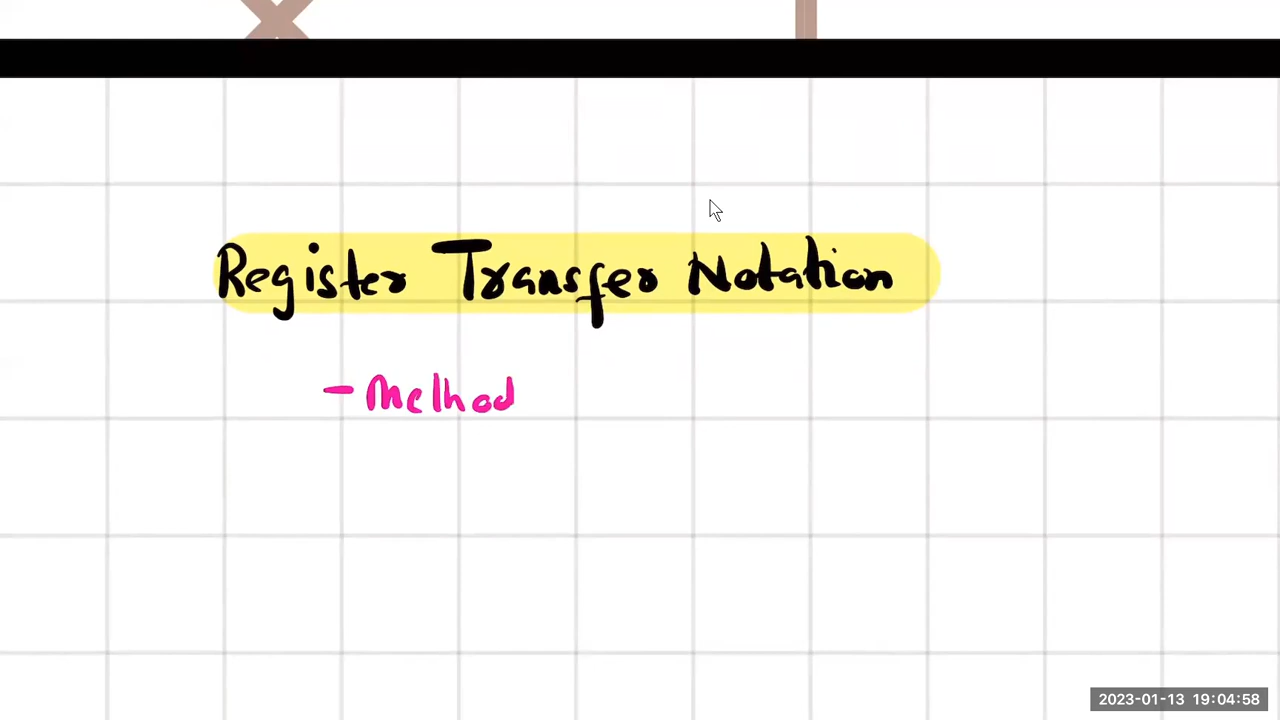 Register Transfer Notation
- Method
2023-01-13 19:04:58